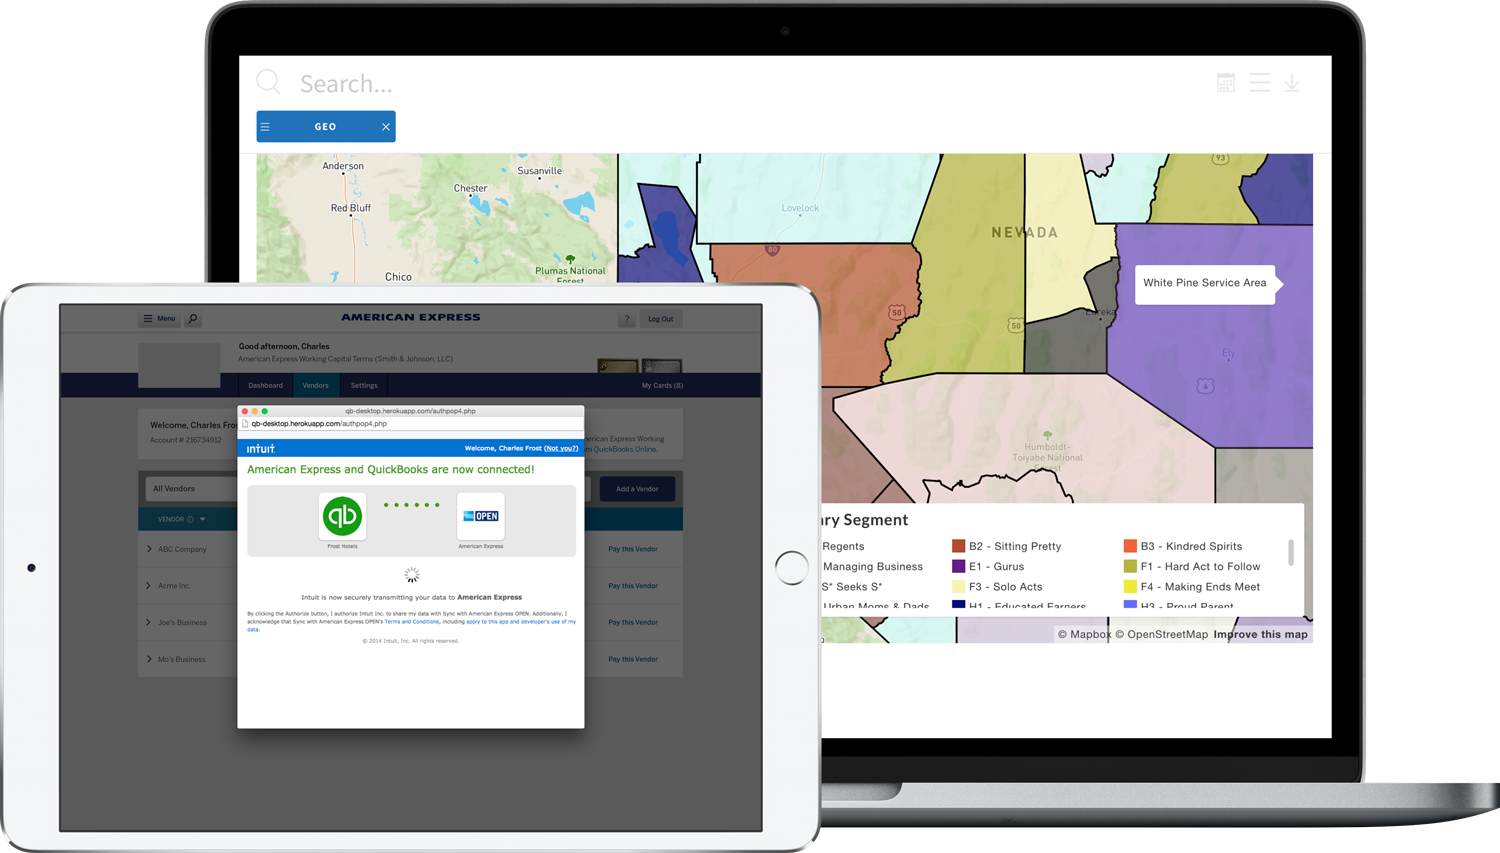 Search...
GEO
Anderson
Susanville
Chester
Red Bluff
Chico
Plumas National
Forest
Lovelock
NEVADA
93
80
50
50
White Pine Service Area
Eureka
Ely
6
Humboldt-
Toiyabe National
Forest
ry Segment
Regents
B2 - Sitting Pretty
B3 - Kindred Spirits
Managing Business
E1 - Gurus
F1 - Hard Act to Follow
S* Seeks S*
F3 - Solo Acts
F4 - Making Ends Meet
Urban Moms & Dads
H1 - Educated Earners
H3 - Proud Parent
© Mapbox © OpenStreetMap Improve this map
Menu
AMERICAN EXPRESS
?
Log Out
Good afternoon, Charles
American Express Working Capital Terms (Smith & Johnson, LLC)
Dashboard
Vendors
Settings
My Cards (8)
Welcome, Charles Fros
Account # 216734912
erican Express Working
m QuickBooks Online.
All Vendors
Add a Vendor
VENDOR
ABC Company
Pay this Vendor
Acme Inc.
Pay this Vendor
Joe's Business
Pay this Vendor
Mo's Business
Pay this Vendor
qb-desktop.herokuapp.com/authpop4.php
qb-desktop.herokuapp.com/authpop4.php
intuit
Welcome, Charles Frost (Not you?)
American Express and QuickBooks are now connected!
qb
OPEN
Frost Hotels
American Express
Intuit is now securely transmitting your data to American Express
By clicking the Authorize button, I authorize Intuit Inc. to share my data with Sync with American Express OPEN. Additionally, I
acknowledge that Sync with American Express OPEN's Terms and Conditions, including apply to this app and developer's use of my
data.
© 2014 Intuit, Inc. All rights reserved.